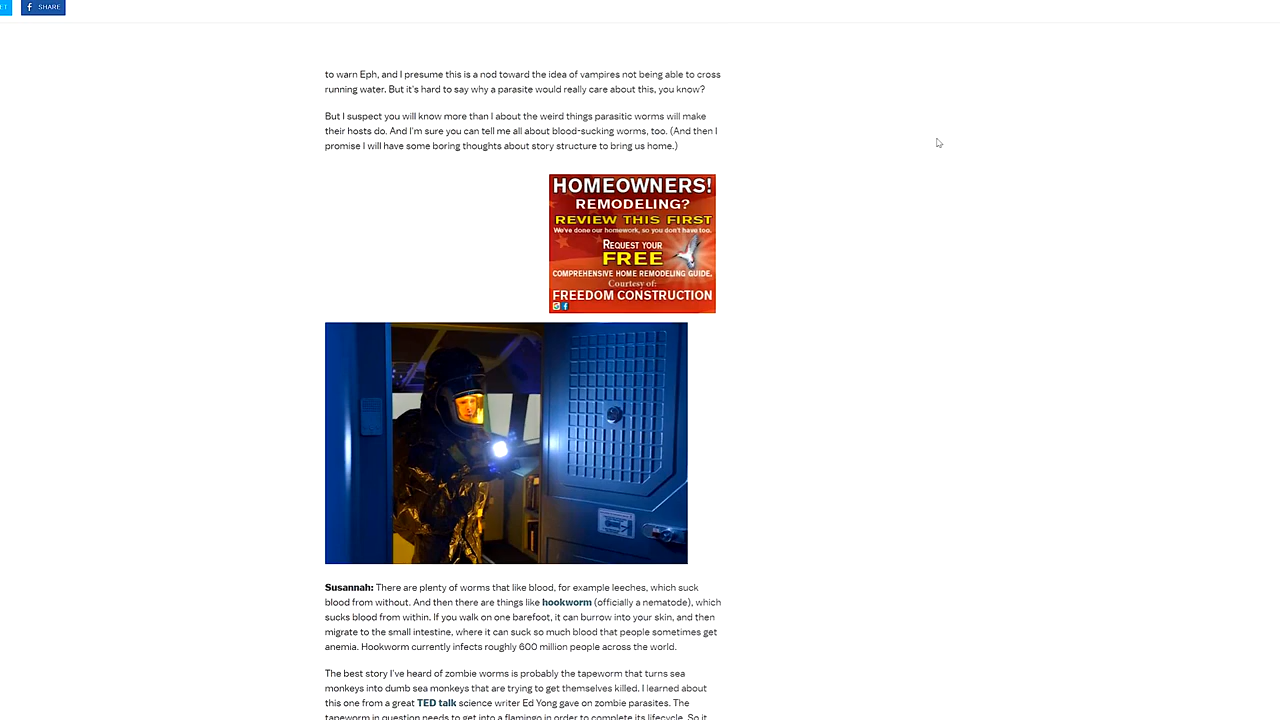 ET
f SHARE
to warn Eph, and I presume this is a nod toward the idea of vampires not being able to cross
running water. But it's hard to say why a parasite would really care about this, you know?
But I suspect you will know more than I about the weird things parasitic worms will make
their hosts do. And I'm sure you can tell me all about blood-sucking worms, too. (And then I
promise I will have some boring thoughts about story structure to bring us home.)
HOMEOWNERS!
REMODELING?
REVIEW THIS FIRST
We've done our homework, so you don't have too.
REQUEST YOUR
FREE
COMPREHENSIVE HOME REMODELING GUIDE.
Courtesy of:
FREEDOM CONSTRUCTION
Susannah: There are plenty of worms that like blood, for example leeches, which suck
blood from without. And then there are things like hookworm (officially a nematode), which
sucks blood from within. If you walk on one barefoot, it can burrow into your skin, and then
migrate to the small intestine, where it can suck so much blood that people sometimes get
anemia. Hookworm currently infects roughly 600 million people across the world.
The best story I've heard of zombie worms is probably the tapeworm that turns sea
monkeys into dumb sea monkeys that are trying to get themselves killed. I learned about
this one from a great TED talk science writer Ed Yong gave on zombie parasites. The
tapeworm in question needs to get into a flamingo in order to complete its lifecycle. So it